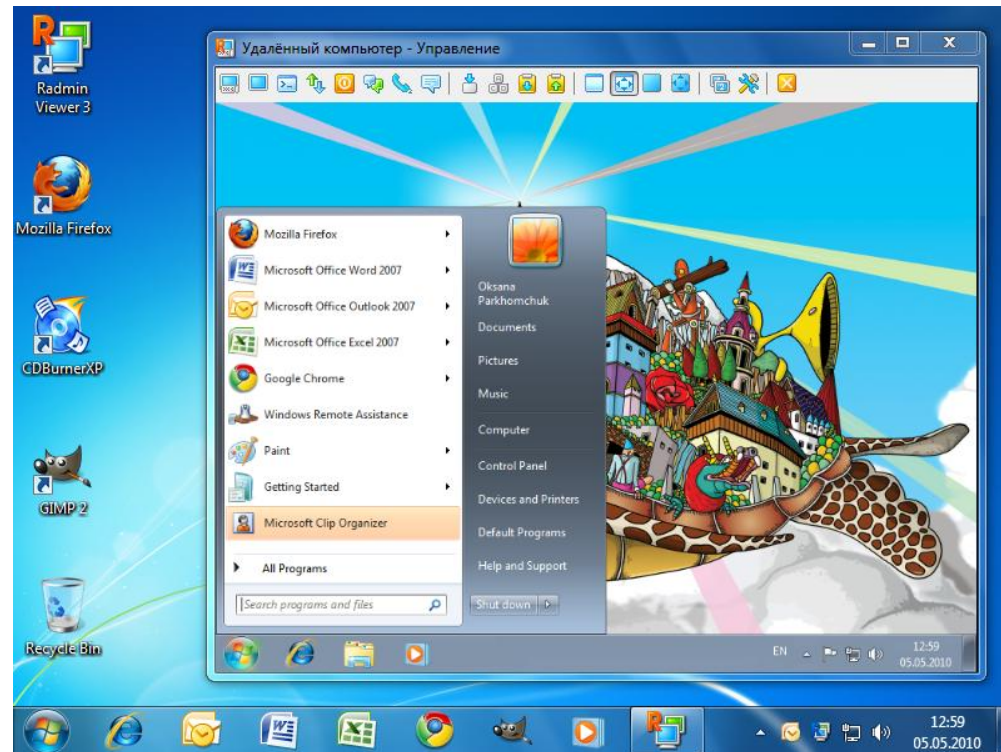 Radmin
Viewer 3
Mozilla Firefox
CDBurnerXP
GIMP 2
Recycle Bin
Удалённый компьютер - Управление
Mozilla Firefox
Microsoft Office Word 2007
Microsoft Office Outlook 2007
Microsoft Office Excel 2007
Google Chrome
Windows Remote Assistance
Paint
Getting Started
Microsoft Clip Organizer
All Programs
Search programs and files
Oksana
Parkhomchuk
Documents
Pictures
Music
Computer
Control Panel
Devices and Printers
Default Programs
Help and Support
Shut down
EN
12:59
05.05.2010
12:59
05.05.2010